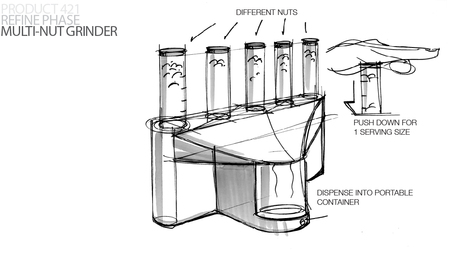 PRODUCT 421
REFINE PHASE
MULTI-NUT GRINDER
DIFFERENT NUTS
PUSH DOWN FOR
1 SERVING SIZE
DISPENSE INTO PORTABLE
CONTAINER